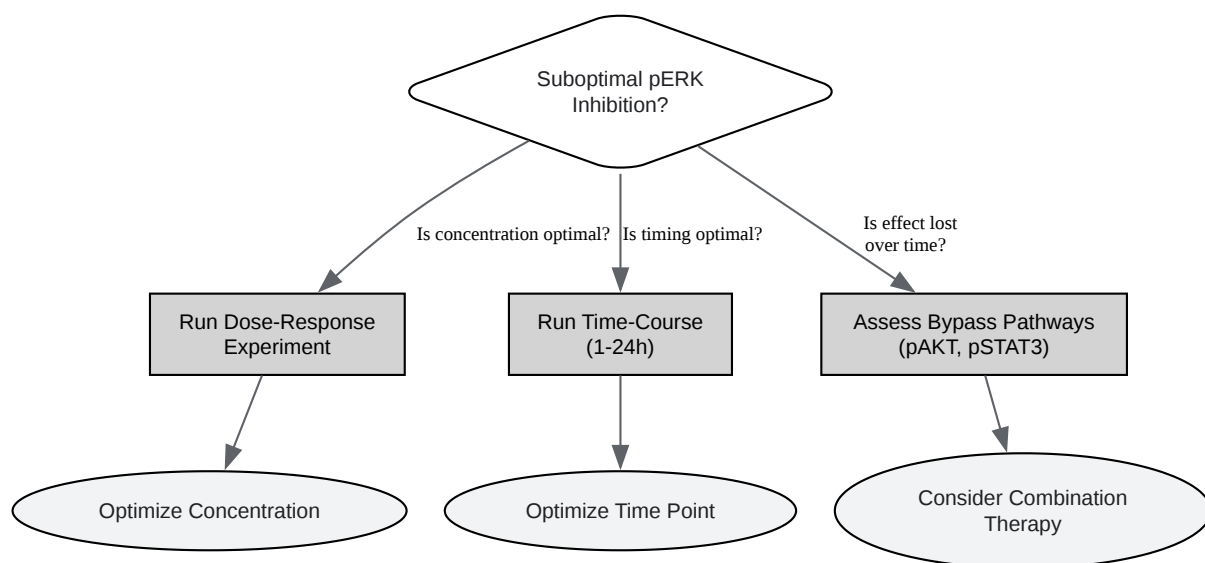 Suboptimal pERK
Inhibition?
Is concentration optimal?
Is timing optimal?
Is effect lost
over time?
Run Dose-Response
Experiment
Run Time-Course
(1-24h)
Assess Bypass Pathways
(pAKT, pSTAT3)
Optimize Concentration
Optimize Time Point
Consider Combination
Therapy